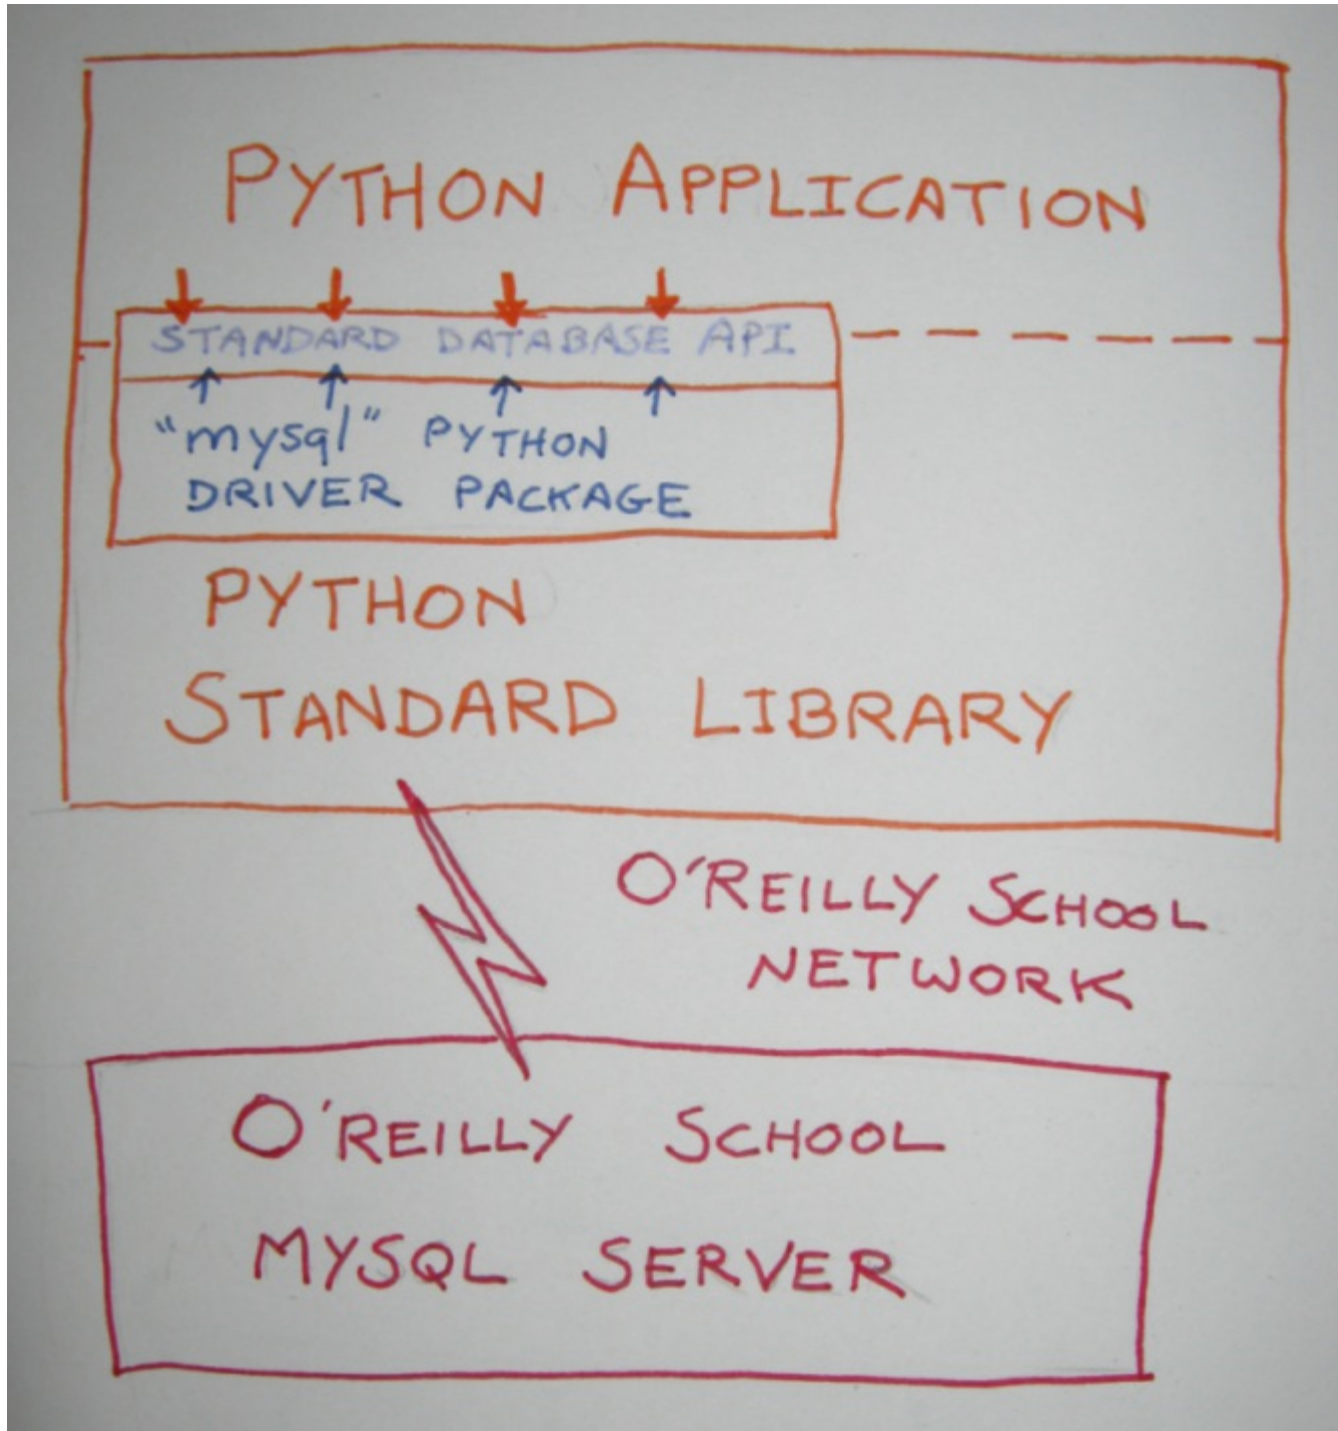 PYTHON APPLICATION
STANDARD DATABASE API
"mysql" PYTHON
DRIVER PACKAGE
PYTHON
STANDARD LIBRARY
O'REILLY SCHOOL
NETWORK
O'REILLY SCHOOL
MYSQL SERVER